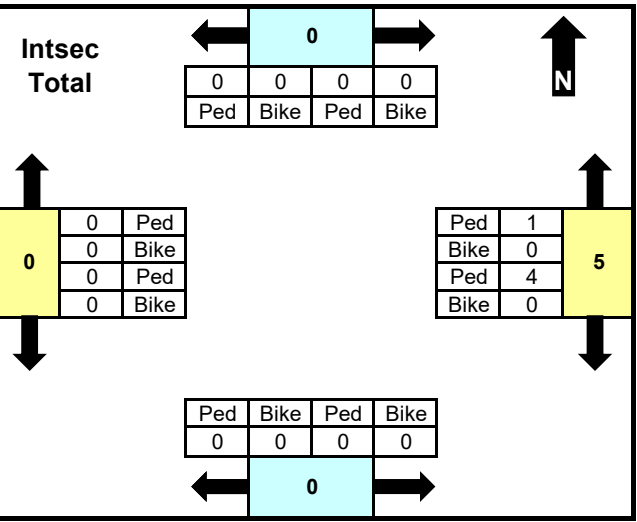 Intsec
Total
0
N
0 0 0 0
Ped Bike Ped Bike
0
0 Ped
0 Bike
0 Ped
0 Bike
Ped 1
Bike 0
Ped 4
Bike 0
5
Ped Bike Ped Bike
0 0 0 0
0